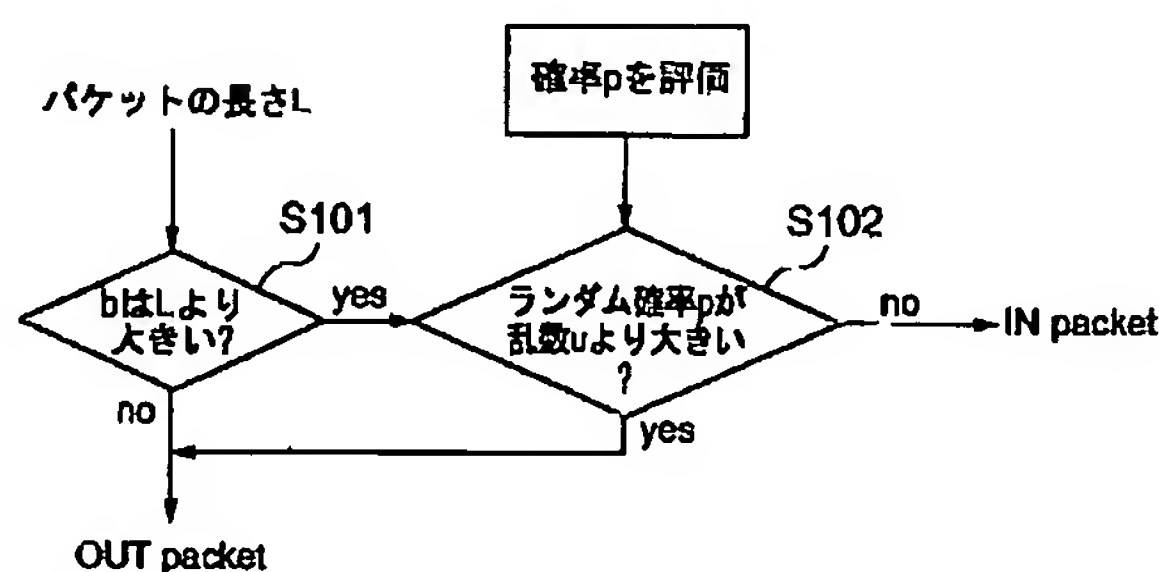 確率pを評価
パケットの長さL
S101
S102
bはLより
大きい?
yes
ランダム確率pが
乱数uより大きい
?
no
IN packet
no
yes
OUT packet